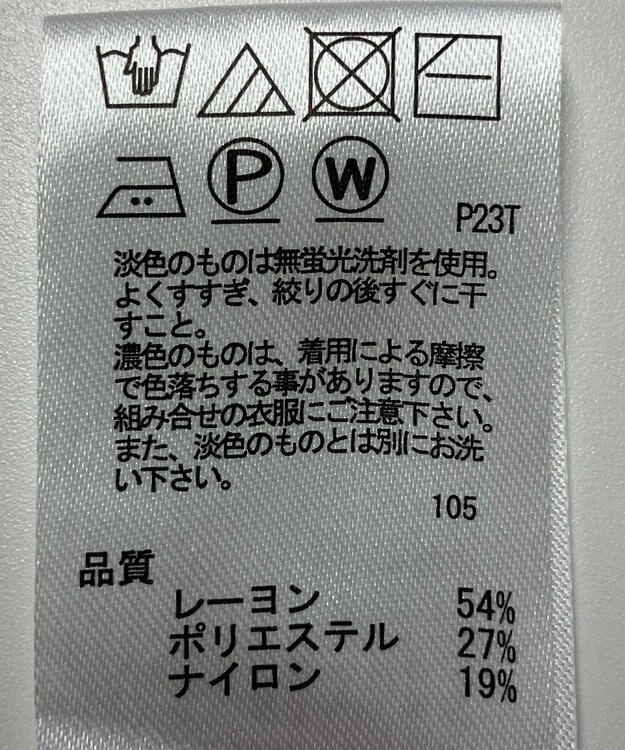 P W
P23T
淡色のものは無蛍光洗剤を使用。
よくすすぎ、絞りの後すぐに干
すこと。
濃色のものは、着用による摩擦
で色落ちする事がありますので、
組み合せの衣服にご注意下さい。
また、淡色のものとは別にお洗
い下さい。
105
品質
レーヨン 54%
ポリエステル 27%
ナイロン 19%